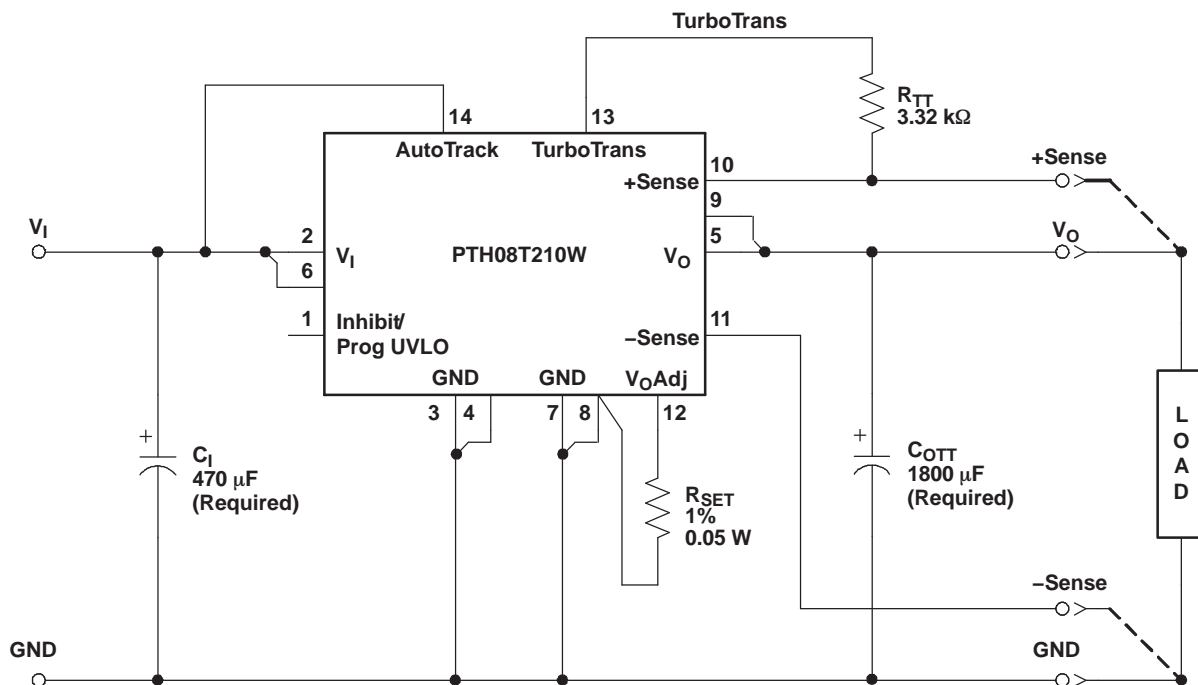 TurboTrans
R_TT
3.32 kΩ
14
13
AutoTrack
TurboTrans
10
+Sense
+Sense
9
V_I
2
V_I
PTH08T210W
5
V_O
V_O
6
1
Inhibit/
Prog UVLO
11
−Sense
GND
GND
V_OAdj
3
4
7
8
12
+
C_I
470 μF
(Required)
R_SET
1%
0.05 W
+
C_OTT
1800 μF
(Required)
L
O
A
D
−Sense
GND
GND